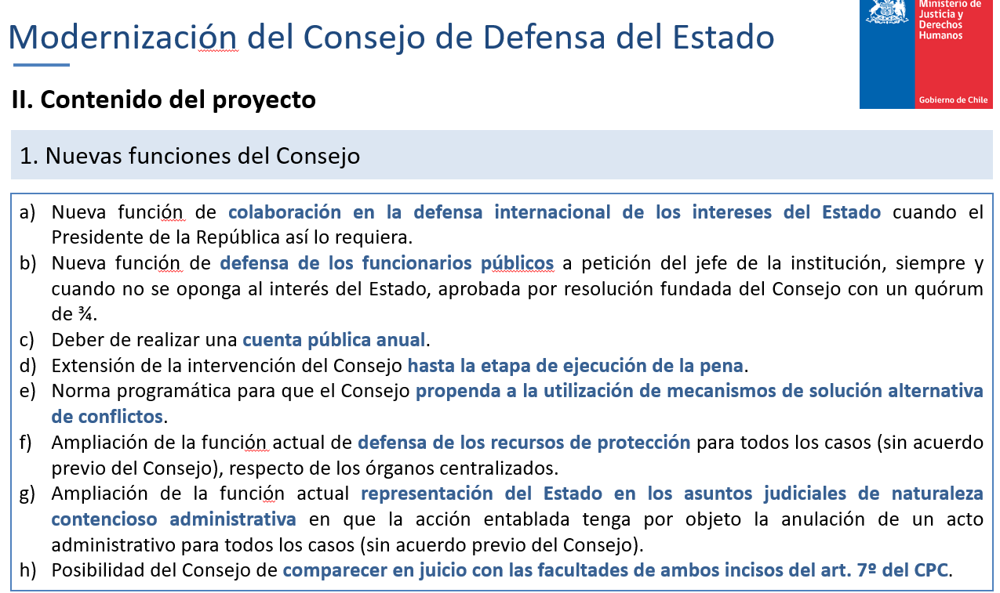 Modernización del Consejo de Defensa del Estado
Ministerio de
Justicia y
Derechos
Humanos
Gobierno de Chile
II. Contenido del proyecto
1. Nuevas funciones del Consejo
a) Nueva función de colaboración en la defensa internacional de los intereses del Estado cuando el
Presidente de la República así lo requiera.
b) Nueva función de defensa de los funcionarios públicos a petición del jefe de la institución, siempre y
cuando no se oponga al interés del Estado, aprobada por resolución fundada del Consejo con un quórum
de ¾.
c) Deber de realizar una cuenta pública anual.
d) Extensión de la intervención del Consejo hasta la etapa de ejecución de la pena.
e) Norma programática para que el Consejo propenda a la utilización de mecanismos de solución alternativa
de conflictos.
f) Ampliación de la función actual de defensa de los recursos de protección para todos los casos (sin acuerdo
previo del Consejo), respecto de los órganos centralizados.
g) Ampliación de la función actual representación del Estado en los asuntos judiciales de naturaleza
contencioso administrativa en que la acción entablada tenga por objeto la anulación de un acto
administrativo para todos los casos (sin acuerdo previo del Consejo).
h) Posibilidad del Consejo de comparecer en juicio con las facultades de ambos incisos del art. 7º del CPC.